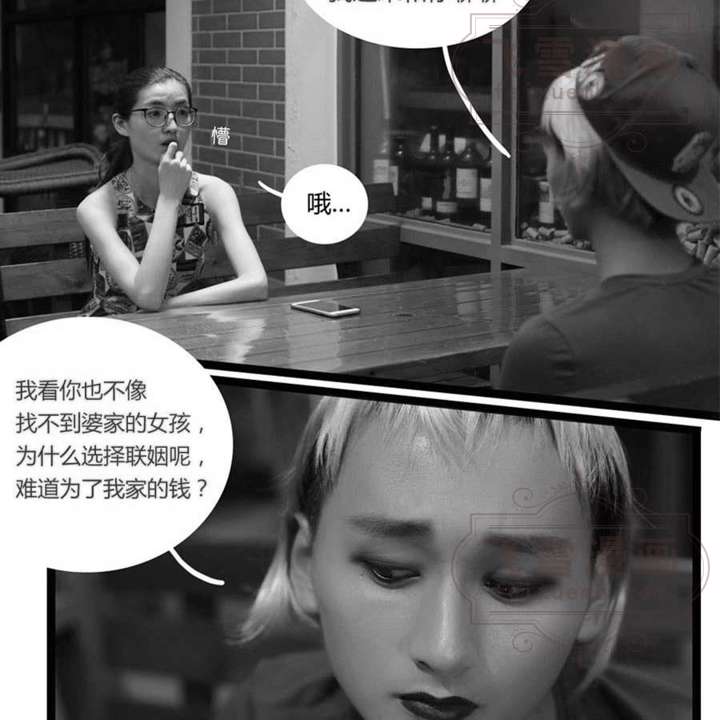 懵
哦...
我看你也不像
找不到婆家的女孩，
为什么选择联姻呢，
难道为了我家的钱？